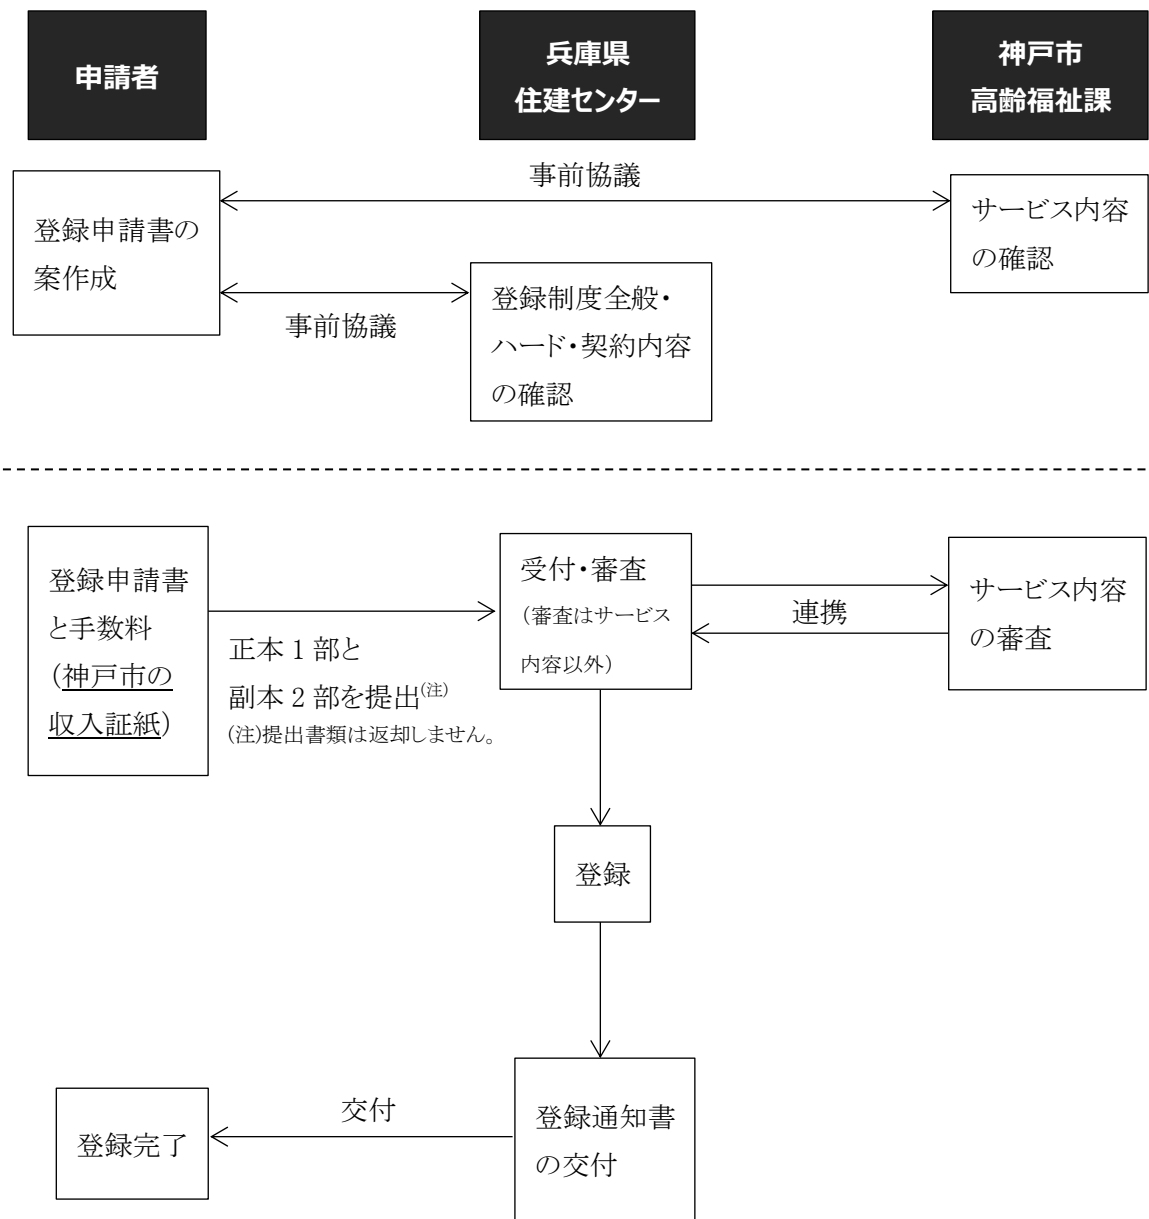 申請者
兵庫県
住建センター
神戸市
高齢福祉課
事前協議
登録申請書の
案作成
サービス内容
の確認
事前協議
登録制度全般・
ハード・契約内容
の確認
登録申請書
と手数料
（神戸市の
収入証紙）
正本 1 部と
副本 2 部を提出(注)
(注)提出書類は返却しません。
受付・審査
（審査はサービス
内容以外）
連携
サービス内容
の審査
登録
登録通知書
の交付
交付
登録完了